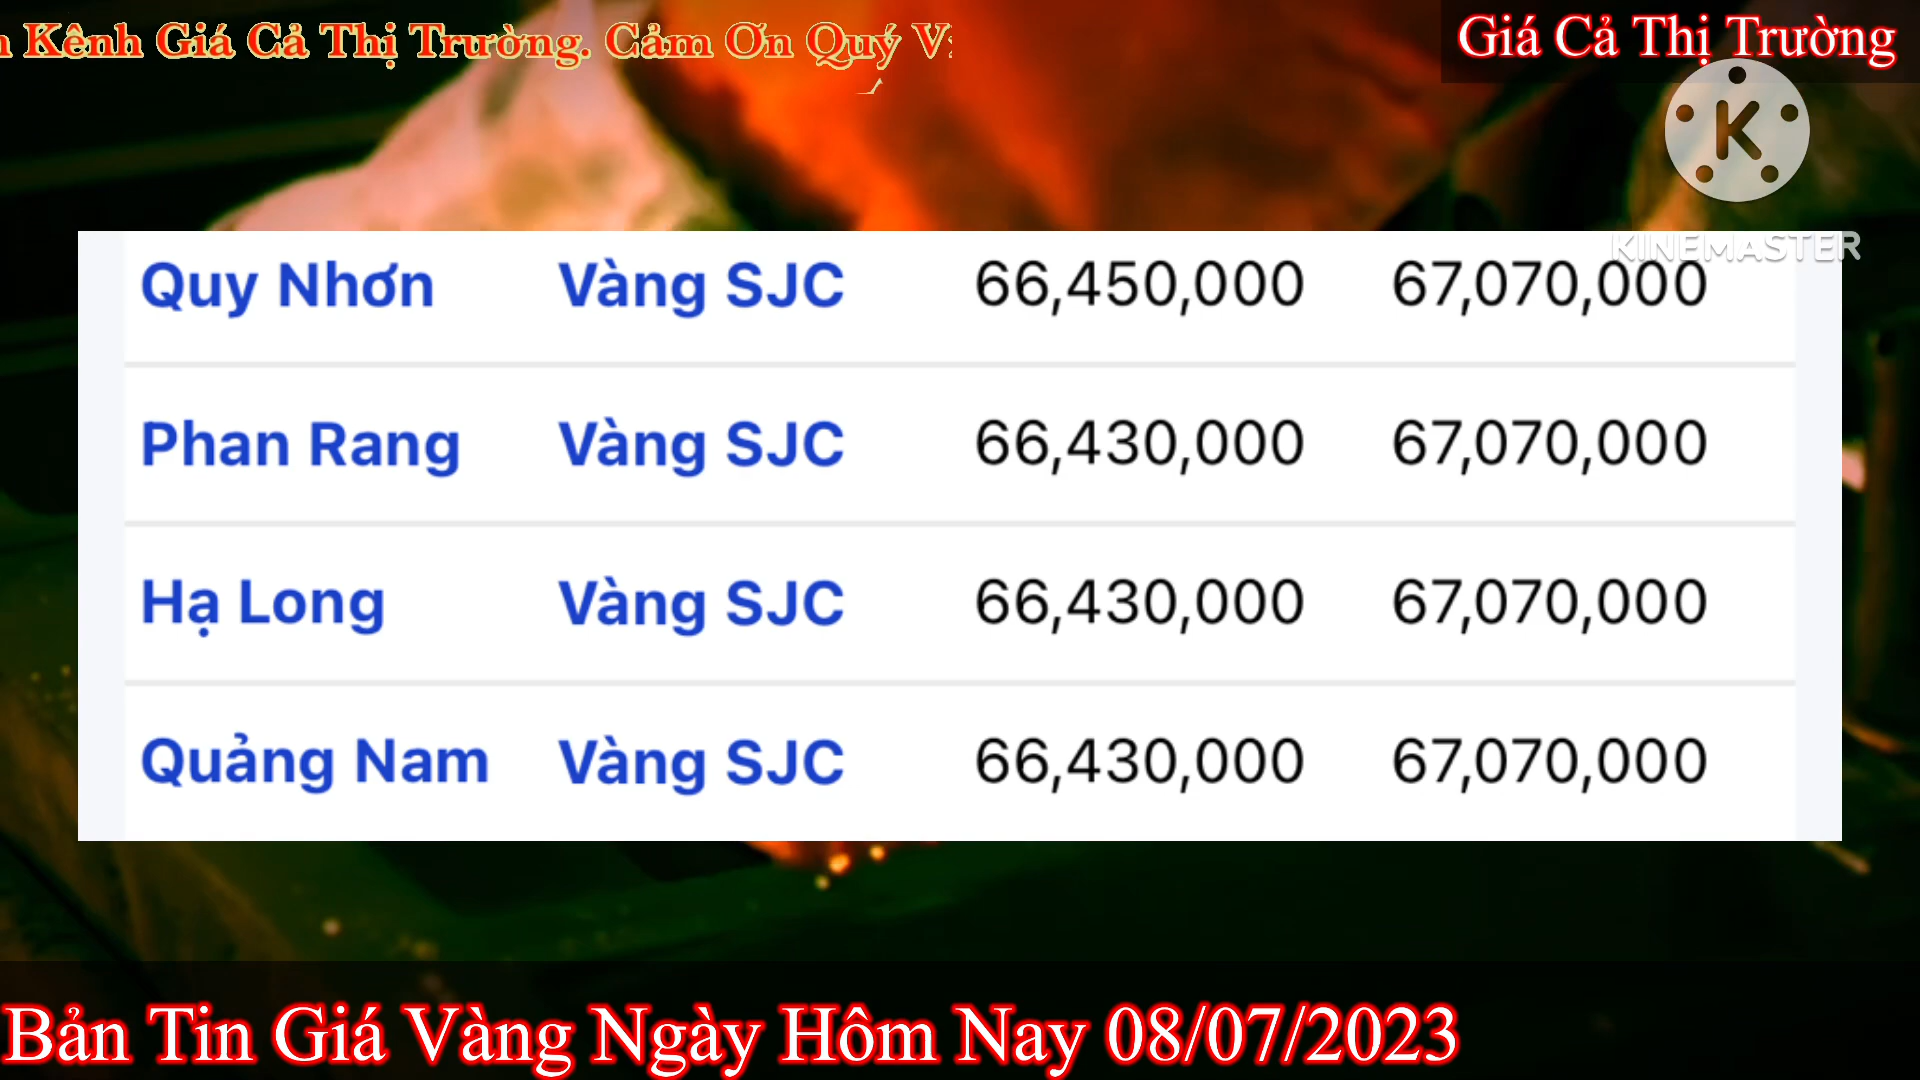 Kênh Giá Cả Thị Trường. Cảm Ơn Quý
Giá Cả Thị Trường
K
KINEMASTER
Quy Nhơn Vàng SJC 66,450,000 67,070,000
Phan Rang Vàng SJC 66,430,000 67,070,000
Hạ Long Vàng SJC 66,430,000 67,070,000
Quảng Nam Vàng SJC 66,430,000 67,070,000
Bản Tin Giá Vàng Ngày Hôm Nay 08/07/2023